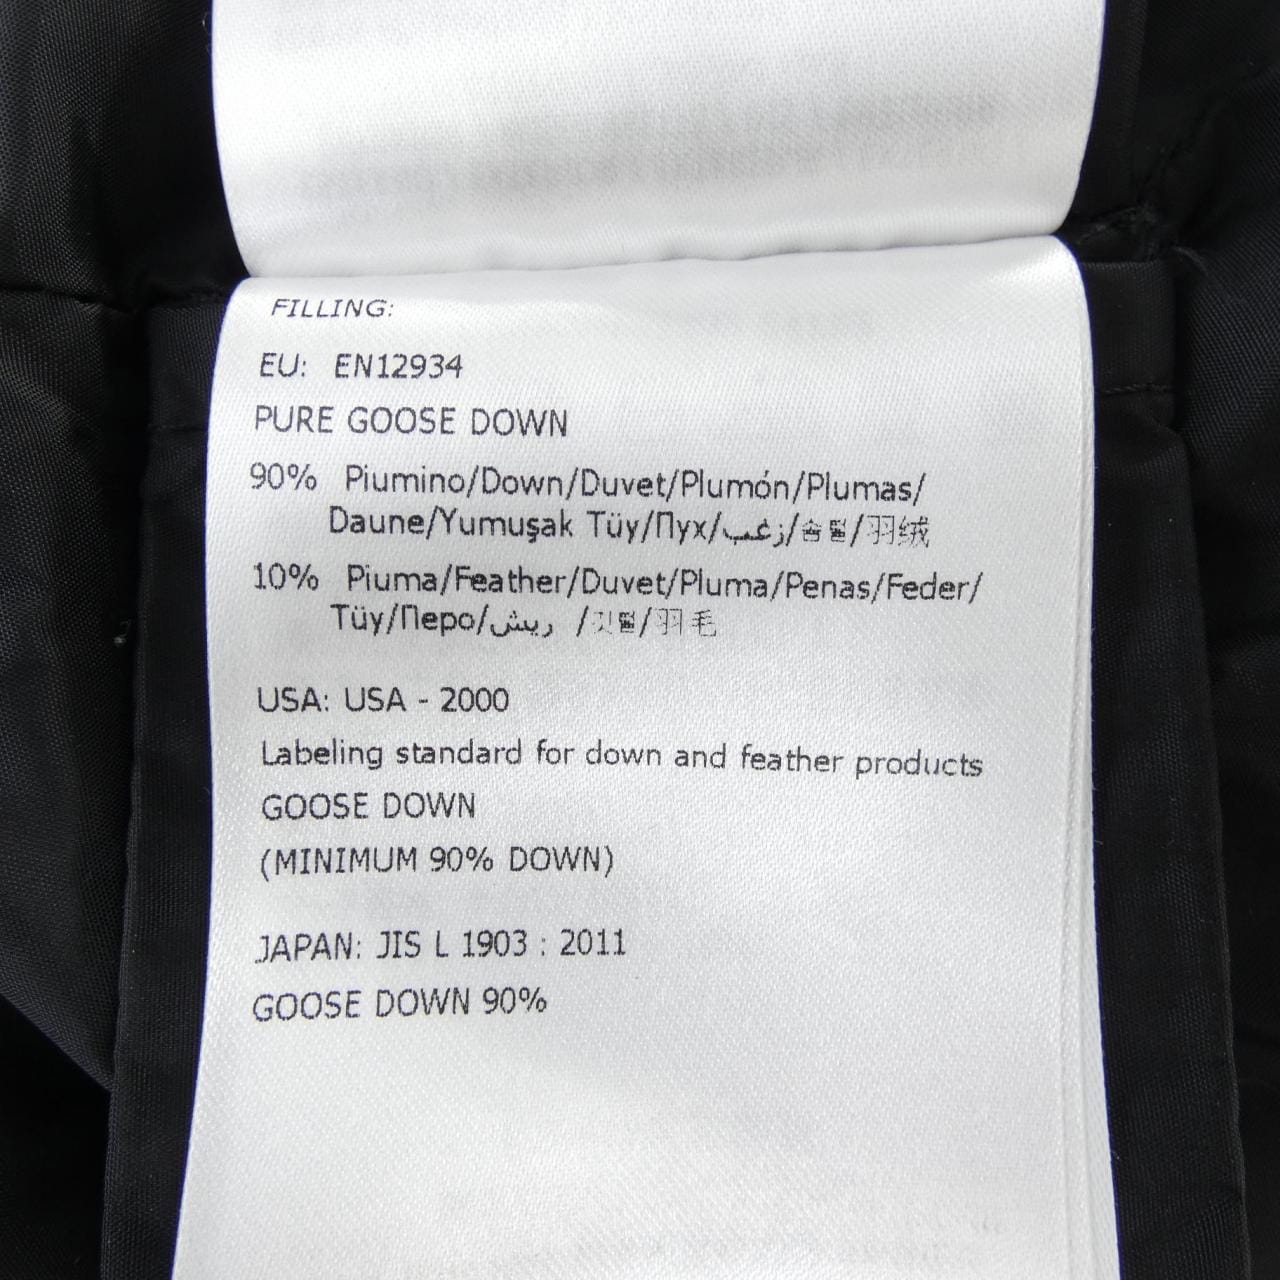 FILLING:
EU: EN12934
PURE GOOSE DOWN
90% Piumino/Down/Duvet/Plumón/Plumas/
Daune/Yumuşak Tüy/Пух/زغب/솜털/羽绒
10% Piuma/Feather/Duvet/Pluma/Penas/Feder/
Tüy/Перо/ريش /깃털/羽毛
USA: USA - 2000
Labeling standard for down and feather products
GOOSE DOWN
(MINIMUM 90% DOWN)
JAPAN: JIS L 1903 : 2011
GOOSE DOWN 90%